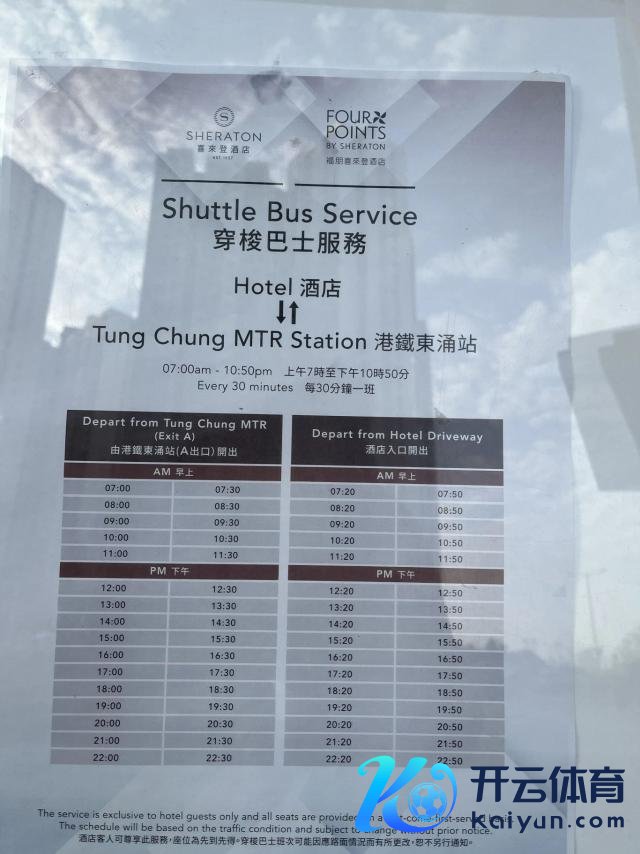 SHERATON
喜來登酒店
EST. 1937
FOUR POINTS
BY SHERATON
福朋喜來登酒店
Shuttle Bus Service
穿梭巴士服務
Hotel 酒店
↓↑
Tung Chung MTR Station 港鐵東涌站
07:00am - 10:50pm 上午7時至下午10時50分
Every 30 minutes 每30分鐘一班
Depart from Tung Chung MTR
(Exit A)
由港鐵東涌站(A出口)開出
Depart from Hotel Driveway
酒店入口開出
AM 早上 AM 早上
07:00 07:30 07:20 07:50
08:00 08:30 08:20 08:50
09:00 09:30 09:20 09:50
10:00 10:30 10:20 10:50
11:00 11:30 11:20 11:50
PM 下午 PM 下午
12:00 12:30 12:20 12:50
13:00 13:30 13:20 13:50
14:00 14:30 14:20 14:50
15:00 15:30 15:20 15:50
16:00 16:30 16:20 16:50
17:00 17:30 17:20 17:50
18:00 18:30 18:20 18:50
19:00 19:30 19:20 19:50
20:00 20:30 20:20 20:50
21:00 21:30 21:20 21:50
22:00 22:30 22:20 22:50
The service is exclusive to hotel guests only and all seats are provided on a first-come-first-served basis.
The schedule will be based on the traffic condition and subject to change without prior notice.
酒店客人可尊享此服務,座位為先到先得。穿梭巴士班次可能因應路面情況而有所更改,恕不另行通知。
开云体育
Kaiyun.com